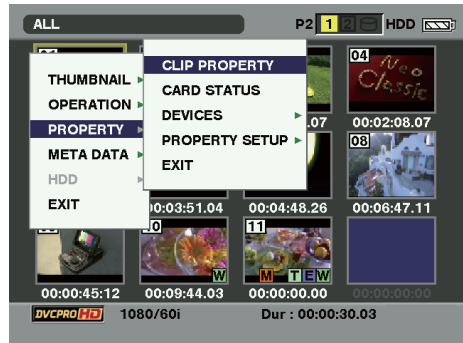 ALL P2 1 2 HDD
04
Neo Classic
THUMBNAIL
OPERATION
PROPERTY
META DATA
HDD
EXIT
CLIP PROPERTY
CARD STATUS
DEVICES
PROPERTY SETUP
EXIT
.07 00:02:08.07
08
00:03:51.04 00:04:48.26 00:06:47.11
10 11
W M T E W
00:00:45:12 00:09:44.03 00:00:00.00 00:00:00:00
DVCPRO HD 1080/60i Dur : 00:00:30.03